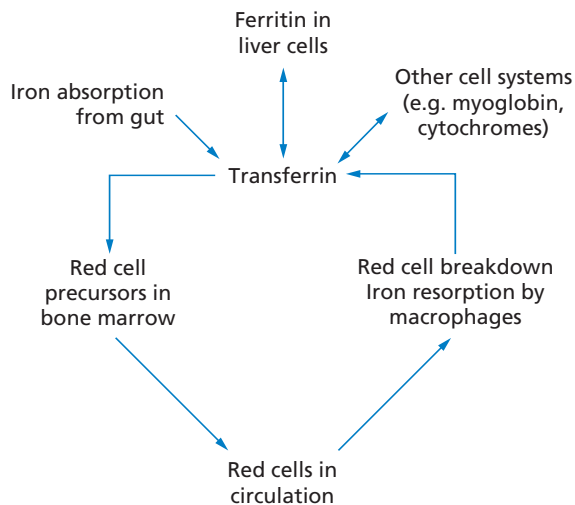 Ferritin in
liver cells
Iron absorption
from gut
Other cell systems
(e.g. myoglobin,
cytochromes)
Transferrin
Red cell
precursors in
bone marrow
Red cell breakdown
Iron resorption by
macrophages
Red cells in
circulation